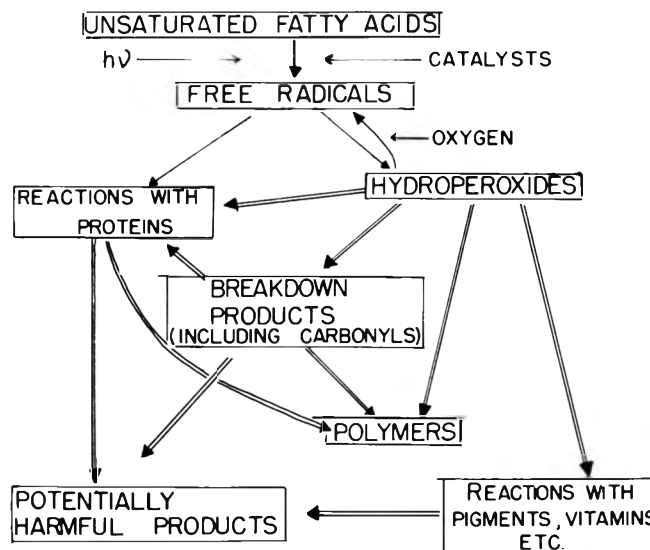 UNSATURATED FATTY ACIDS
hν
CATALYSTS
FREE RADICALS
OXYGEN
HYDROPEROXIDES
REACTIONS WITH
PROTEINS
BREAKDOWN
PRODUCTS
(INCLUDING CARBONYLS)
POLYMERS
POTENTIALLY
HARMFUL PRODUCTS
REACTIONS WITH
PIGMENTS, VITAMINS
ETC.